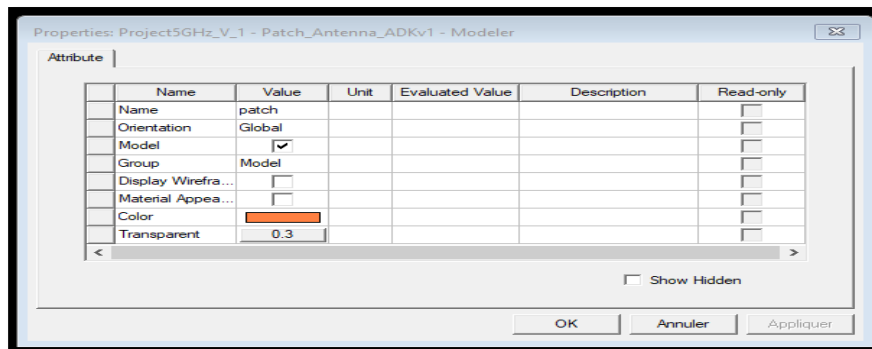 Properties: Project5GHz_V_1 - Patch_Antenna_ADKv1 - Modeler
Attribute
Name Value Unit Evaluated Value Description Read-only
Name patch
Orientation Global
Model
Group Model
Display Wirefra...
Material Appea...
Color
Transparent 0.3
Show Hidden
OK Annuler Appliquer